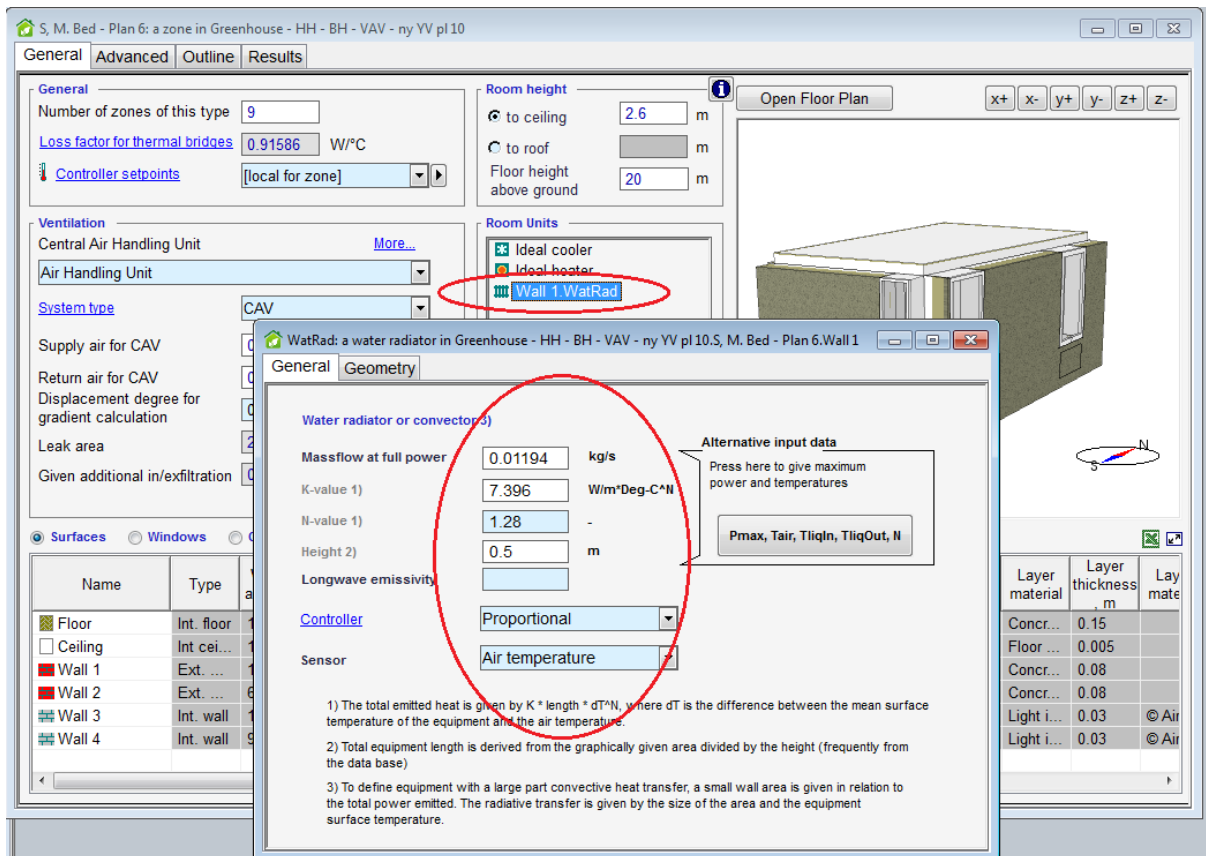 S, M. Bed - Plan 6: a zone in Greenhouse - HH - BH - VAV - ny YV pl 10
General Advanced Outline Results
General
Number of zones of this type 9
Loss factor for thermal bridges 0.91586 W/°C
Controller setpoints [local for zone]
Room height
to ceiling 2.6 m
to roof m
Floor height
above ground 20 m
Open Floor Plan x+ x- y+ y- z+ z-
Ventilation
Central Air Handling Unit More...
Air Handling Unit
System type CAV
Supply air for CAV
Return air for CAV
Displacement degree for
gradient calculation
Leak area
Given additional in/exfiltration
Room Units
Ideal cooler
Ideal heater
Wall 1.WatRad
N
S
WatRad: a water radiator in Greenhouse - HH - BH - VAV - ny YV pl 10.S, M. Bed - Plan 6.Wall 1
General Geometry
Water radiator or convector 3)
Massflow at full power 0.01194 kg/s
K-value 1) 7.396 W/m*Deg-C^N
N-value 1) 1.28 -
Height 2) 0.5 m
Longwave emissivity
Controller Proportional
Sensor Air temperature
Alternative input data
Press here to give maximum
power and temperatures
Pmax, Tair, TliqIn, TliqOut, N
1) The total emitted heat is given by K * length * dT^N, where dT is the difference between the mean surface
temperature of the equipment and the air temperature.
2) Total equipment length is derived from the graphically given area divided by the height (frequently from
the data base)
3) To define equipment with a large part convective heat transfer, a small wall area is given in relation to
the total power emitted. The radiative transfer is given by the size of the area and the equipment
surface temperature.
Surfaces Windows
Name Type
Floor Int. floor
Ceiling Int cei...
Wall 1 Ext. ...
Wall 2 Ext. ...
Wall 3 Int. wall
Wall 4 Int. wall
Layer
material
Layer
thickness
, m
Lay
mate
Concr... 0.15
Floor ... 0.005
Concr... 0.08
Concr... 0.08
Light i... 0.03 © Air
Light i... 0.03 © Air